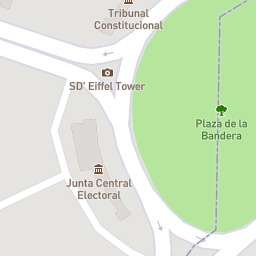 Tribunal
Constitucional
SD' Eiffel Tower
Plaza de la
Bandera
Junta Central
Electoral